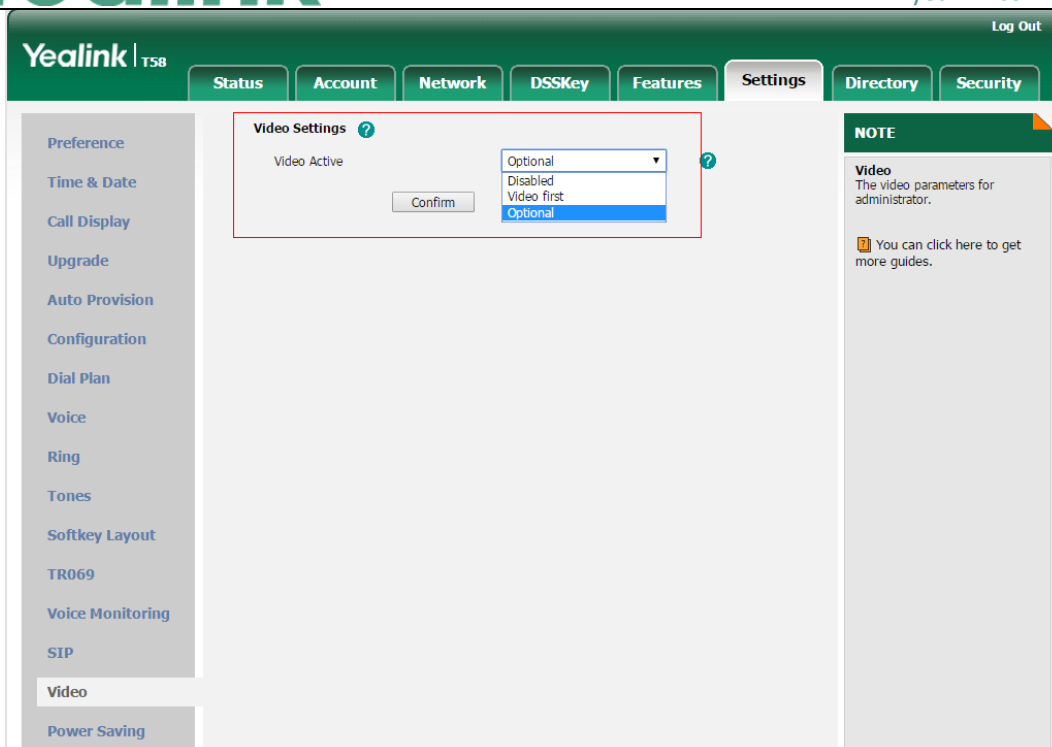 Log Out
Yealink T58
Status Account Network DSSKey Features Settings Directory Security
Preference
Time & Date
Call Display
Upgrade
Auto Provision
Configuration
Dial Plan
Voice
Ring
Tones
Softkey Layout
TR069
Voice Monitoring
SIP
Video
Power Saving
Video Settings ?
Video Active Optional ?
Disabled
Video first
Optional
Confirm
NOTE
Video
The video parameters for
administrator.
? You can click here to get
more guides.